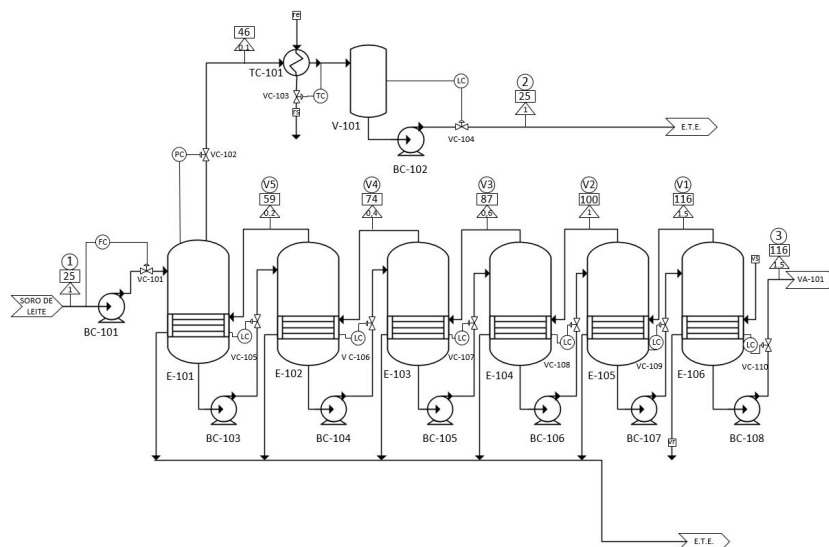 re
46
0,1
TC-101
VC-103
TC
rs
V-101
LC
VC-104
BC-102
2
25
1
E.T.E.
PC
VC-102
V5
59
0,2
V4
74
0,4
V3
87
0,6
V2
100
1
V1
116
1,5
3
116
1,5
1
25
1
FC
VC-101
SORO DE
LEITE
BC-101
vs
VA-101
LC
VC-105
LC
V C-106
LC
VC-107
LC
VC-108
LC
VC-109
LC
VC-110
E-101
E-102
E-103
E-104
E-105
E-106
BC-103
BC-104
BC-105
BC-106
BC-107
BC-108
E.T.E.